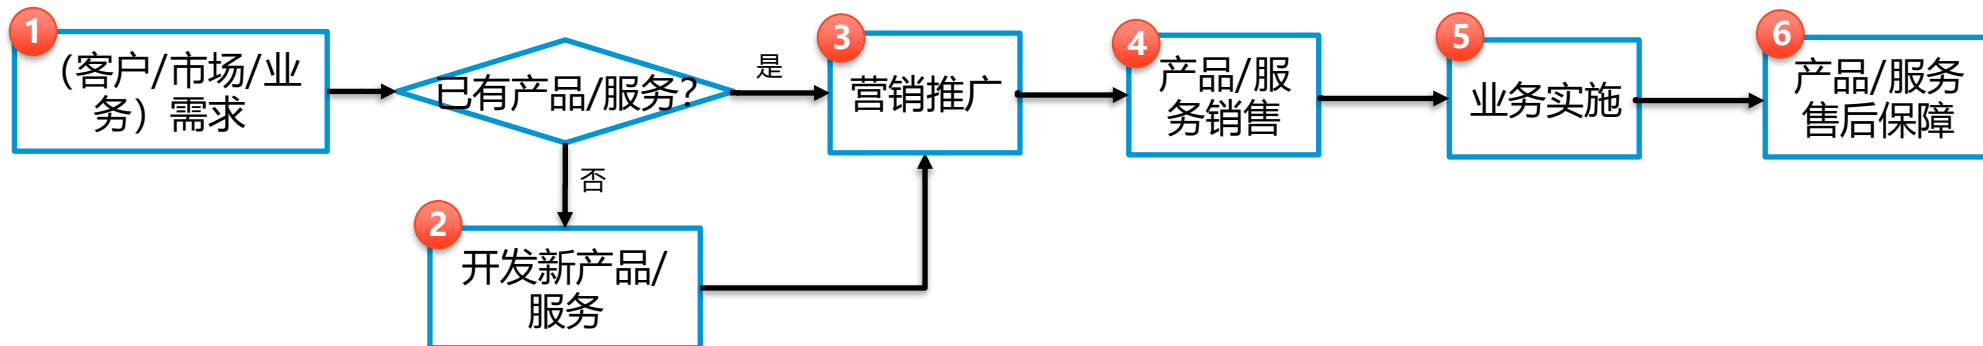 1
（客户/市场/业
务）需求
已有产品/服务?
是
否
2
开发新产品/
服务
3
营销推广
4
产品/服
务销售
5
业务实施
6
产品/服务
售后保障